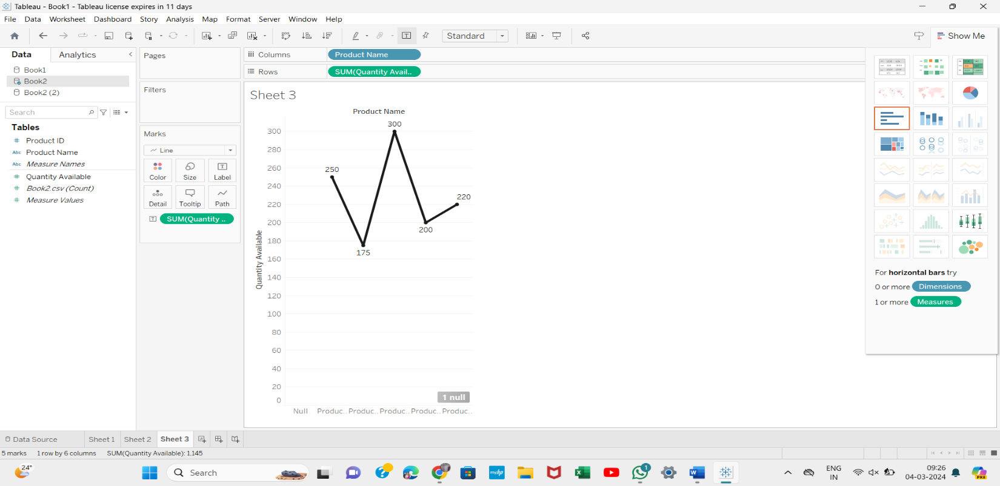 Tableau - Book1 - Tableau license expires in 11 days
File Data Worksheet Dashboard Story Analysis Map Format Server Window Help
Standard
Show Me
Data Analytics
Book1
Book2
Book2 (2)
Search
Tables
Product ID
Abc Product Name
Abc Measure Names
Quantity Available
Book2.csv (Count)
Measure Values
Pages
Filters
Marks
Line
Color Size Label
Detail Tooltip Path
SUM(Quantity ..
Columns Product Name
Rows SUM(Quantity Avail..
Sheet 3
Product Name
300
280
260
240
220
200
180
160
140
120
100
80
60
40
20
0
Quantity Available
250
175
300
200
220
1 null
Null Produc.. Produc.. Produc.. Produc.. Produc..
For horizontal bars try
0 or more Dimensions
1 or more Measures
Data Source Sheet 1 Sheet 2 Sheet 3
5 marks 1 row by 6 columns SUM(Quantity Available): 1,145
24°
Search
myhp
1
PRE
ENG
IN
09:26
04-03-2024